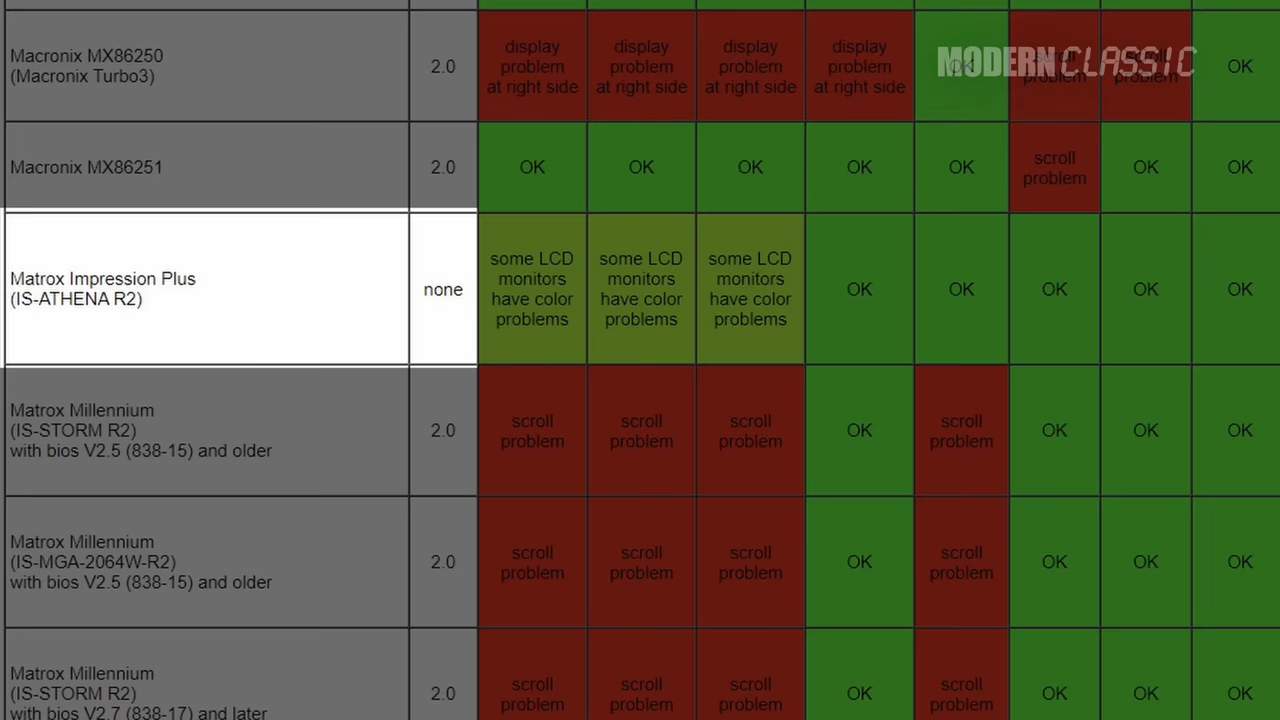 MODERN CLASSIC
Macronix MX86250
(Macronix Turbo3)
2.0
display
problem
at right side
display
problem
at right side
display
problem
at right side
display
problem
at right side
OK
scroll
problem
scroll
problem
OK
Macronix MX86251
2.0
OK
OK
OK
OK
OK
scroll
problem
OK
OK
Matrox Impression Plus
(IS-ATHENA R2)
none
some LCD
monitors
have color
problems
some LCD
monitors
have color
problems
some LCD
monitors
have color
problems
OK
OK
OK
OK
OK
Matrox Millennium
(IS-STORM R2)
with bios V2.5 (838-15) and older
2.0
scroll
problem
scroll
problem
scroll
problem
OK
scroll
problem
OK
OK
OK
Matrox Millennium
(IS-MGA-2064W-R2)
with bios V2.5 (838-15) and older
2.0
scroll
problem
scroll
problem
scroll
problem
OK
scroll
problem
OK
OK
OK
Matrox Millennium
(IS-STORM R2)
with bios V2.7 (838-17) and later
2.0
scroll
problem
scroll
problem
scroll
problem
OK
scroll
problem
OK
OK
OK